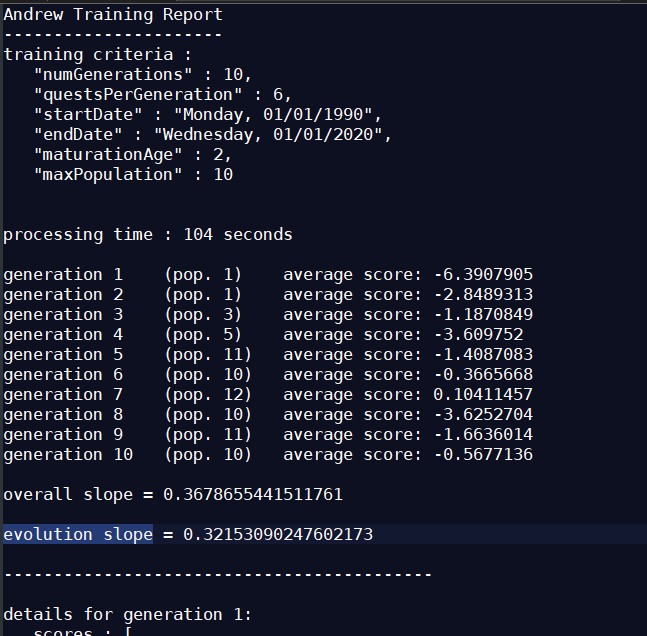 Andrew Training Report
----------------------
training criteria :
   "numGenerations" : 10,
   "questsPerGeneration" : 6,
   "startDate" : "Monday, 01/01/1990",
   "endDate" : "Wednesday, 01/01/2020",
   "maturationAge" : 2,
   "maxPopulation" : 10
processing time : 104 seconds
generation 1    (pop. 1)    average score: -6.3907905
generation 2    (pop. 1)    average score: -2.8489313
generation 3    (pop. 3)    average score: -1.1870849
generation 4    (pop. 5)    average score: -3.609752
generation 5    (pop. 11)   average score: -1.4087083
generation 6    (pop. 10)   average score: -0.3665668
generation 7    (pop. 12)   average score: 0.10411457
generation 8    (pop. 10)   average score: -3.6252704
generation 9    (pop. 11)   average score: -1.6636014
generation 10   (pop. 10)   average score: -0.5677136
overall slope = 0.3678655441511761
evolution slope = 0.32153090247602173
-------------------------------------------
details for generation 1:
   scores : [